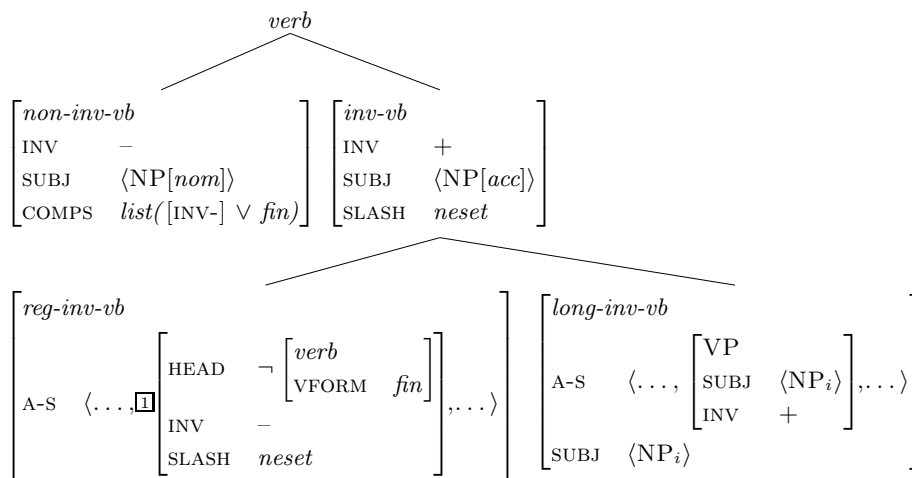 verb
non-inv-vb
INV –
SUBJ ⟨NP[nom]⟩
COMPS list([INV-] ∨ fin)
inv-vb
INV +
SUBJ ⟨NP[acc]⟩
SLASH neset
reg-inv-vb
A-S ⟨...,1 HEAD ¬ [verb
VFORM fin]
INV –
SLASH neset ,...⟩
long-inv-vb
A-S ⟨..., VP
SUBJ ⟨NPᵢ⟩
INV + ,...⟩
SUBJ ⟨NPᵢ⟩